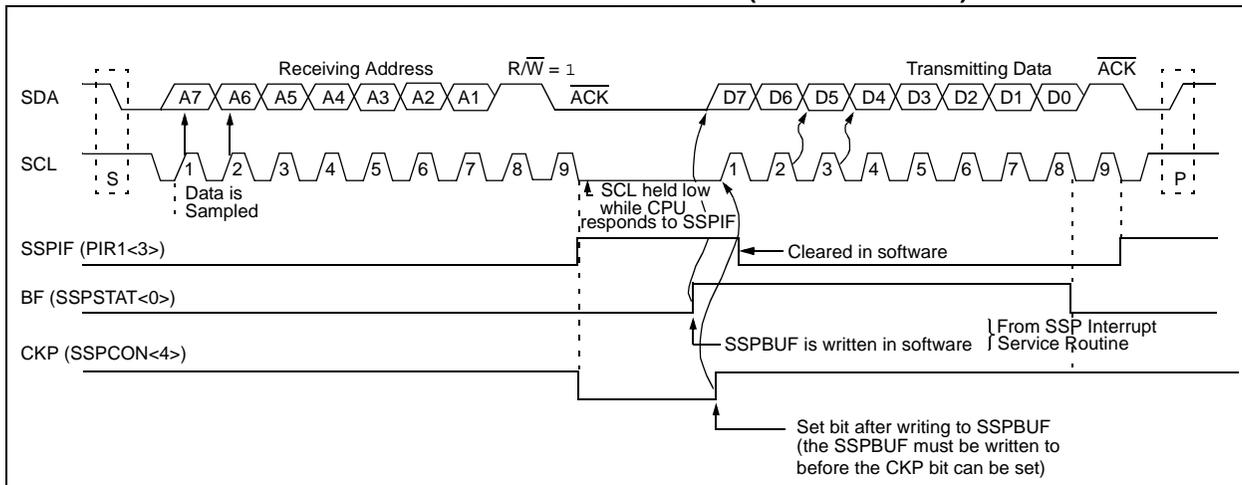 Receiving Address R/W = 1 Transmitting Data ACK
SDA A7 A6 A5 A4 A3 A2 A1 ACK D7 D6 D5 D4 D3 D2 D1 D0
SCL S 1 2 3 4 5 6 7 8 9 1 2 3 4 5 6 7 8 9 P
Data is
Sampled
SCL held low
while CPU
responds to SSPIF
SSPIF (PIR1<3>)
Cleared in software
BF (SSPSTAT<0>)
SSPBUF is written in software
From SSP Interrupt
Service Routine
CKP (SSPCON<4>)
Set bit after writing to SSPBUF
(the SSPBUF must be written to
before the CKP bit can be set)